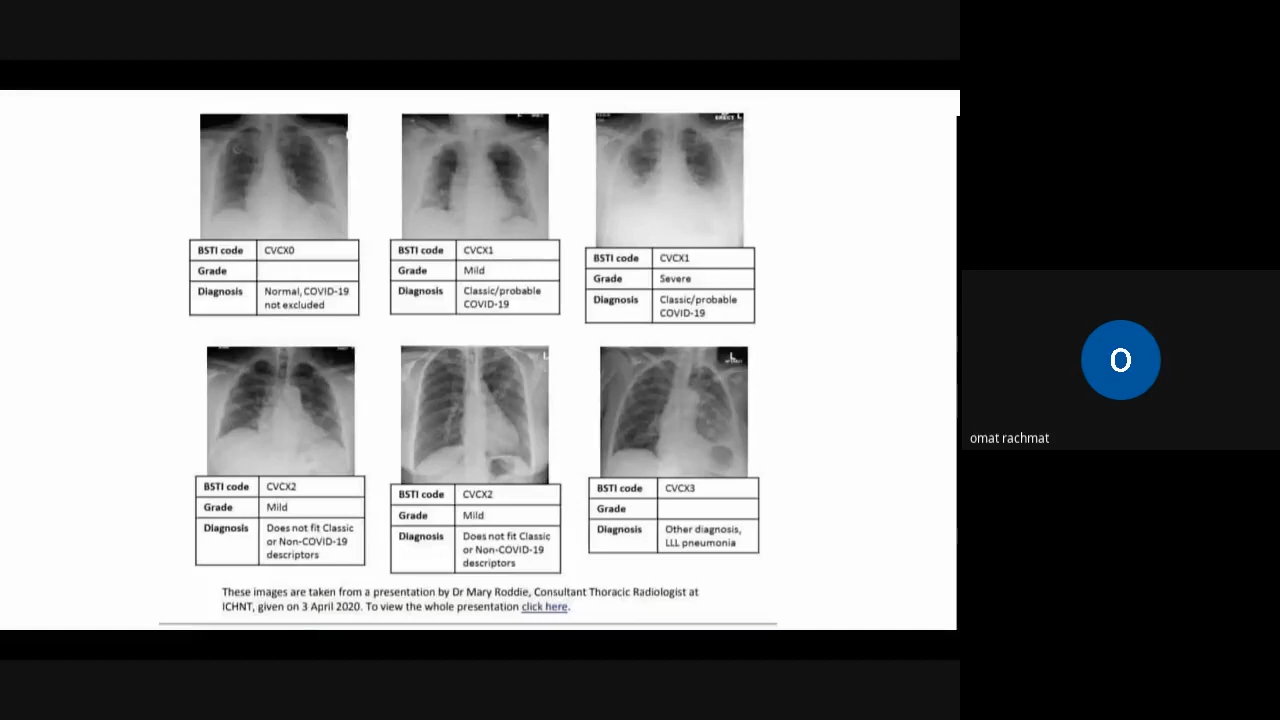 ERECT L
L
L
BSTI code CVCX0
Grade
Diagnosis Normal, COVID-19
not excluded
BSTI code CVCX1
Grade Mild
Diagnosis Classic/probable
COVID-19
BSTI code CVCX1
Grade Severe
Diagnosis Classic/probable
COVID-19
BSTI code CVCX2
Grade Mild
Diagnosis Does not fit Classic
or Non-COVID-19
descriptors
BSTI code CVCX2
Grade Mild
Diagnosis Does not fit Classic
or Non-COVID-19
descriptors
BSTI code CVCX3
Grade
Diagnosis Other diagnosis,
LLL pneumonia
These images are taken from a presentation by Dr Mary Roddie, Consultant Thoracic Radiologist at
ICHNT, given on 3 April 2020. To view the whole presentation click here.
O
omat rachmat